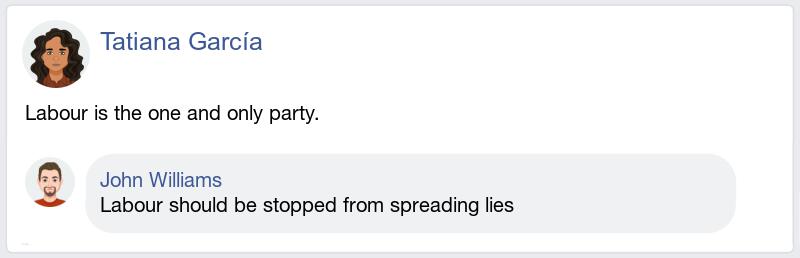 Tatiana García
Labour is the one and only party.
John Williams
Labour should be stopped from spreading lies